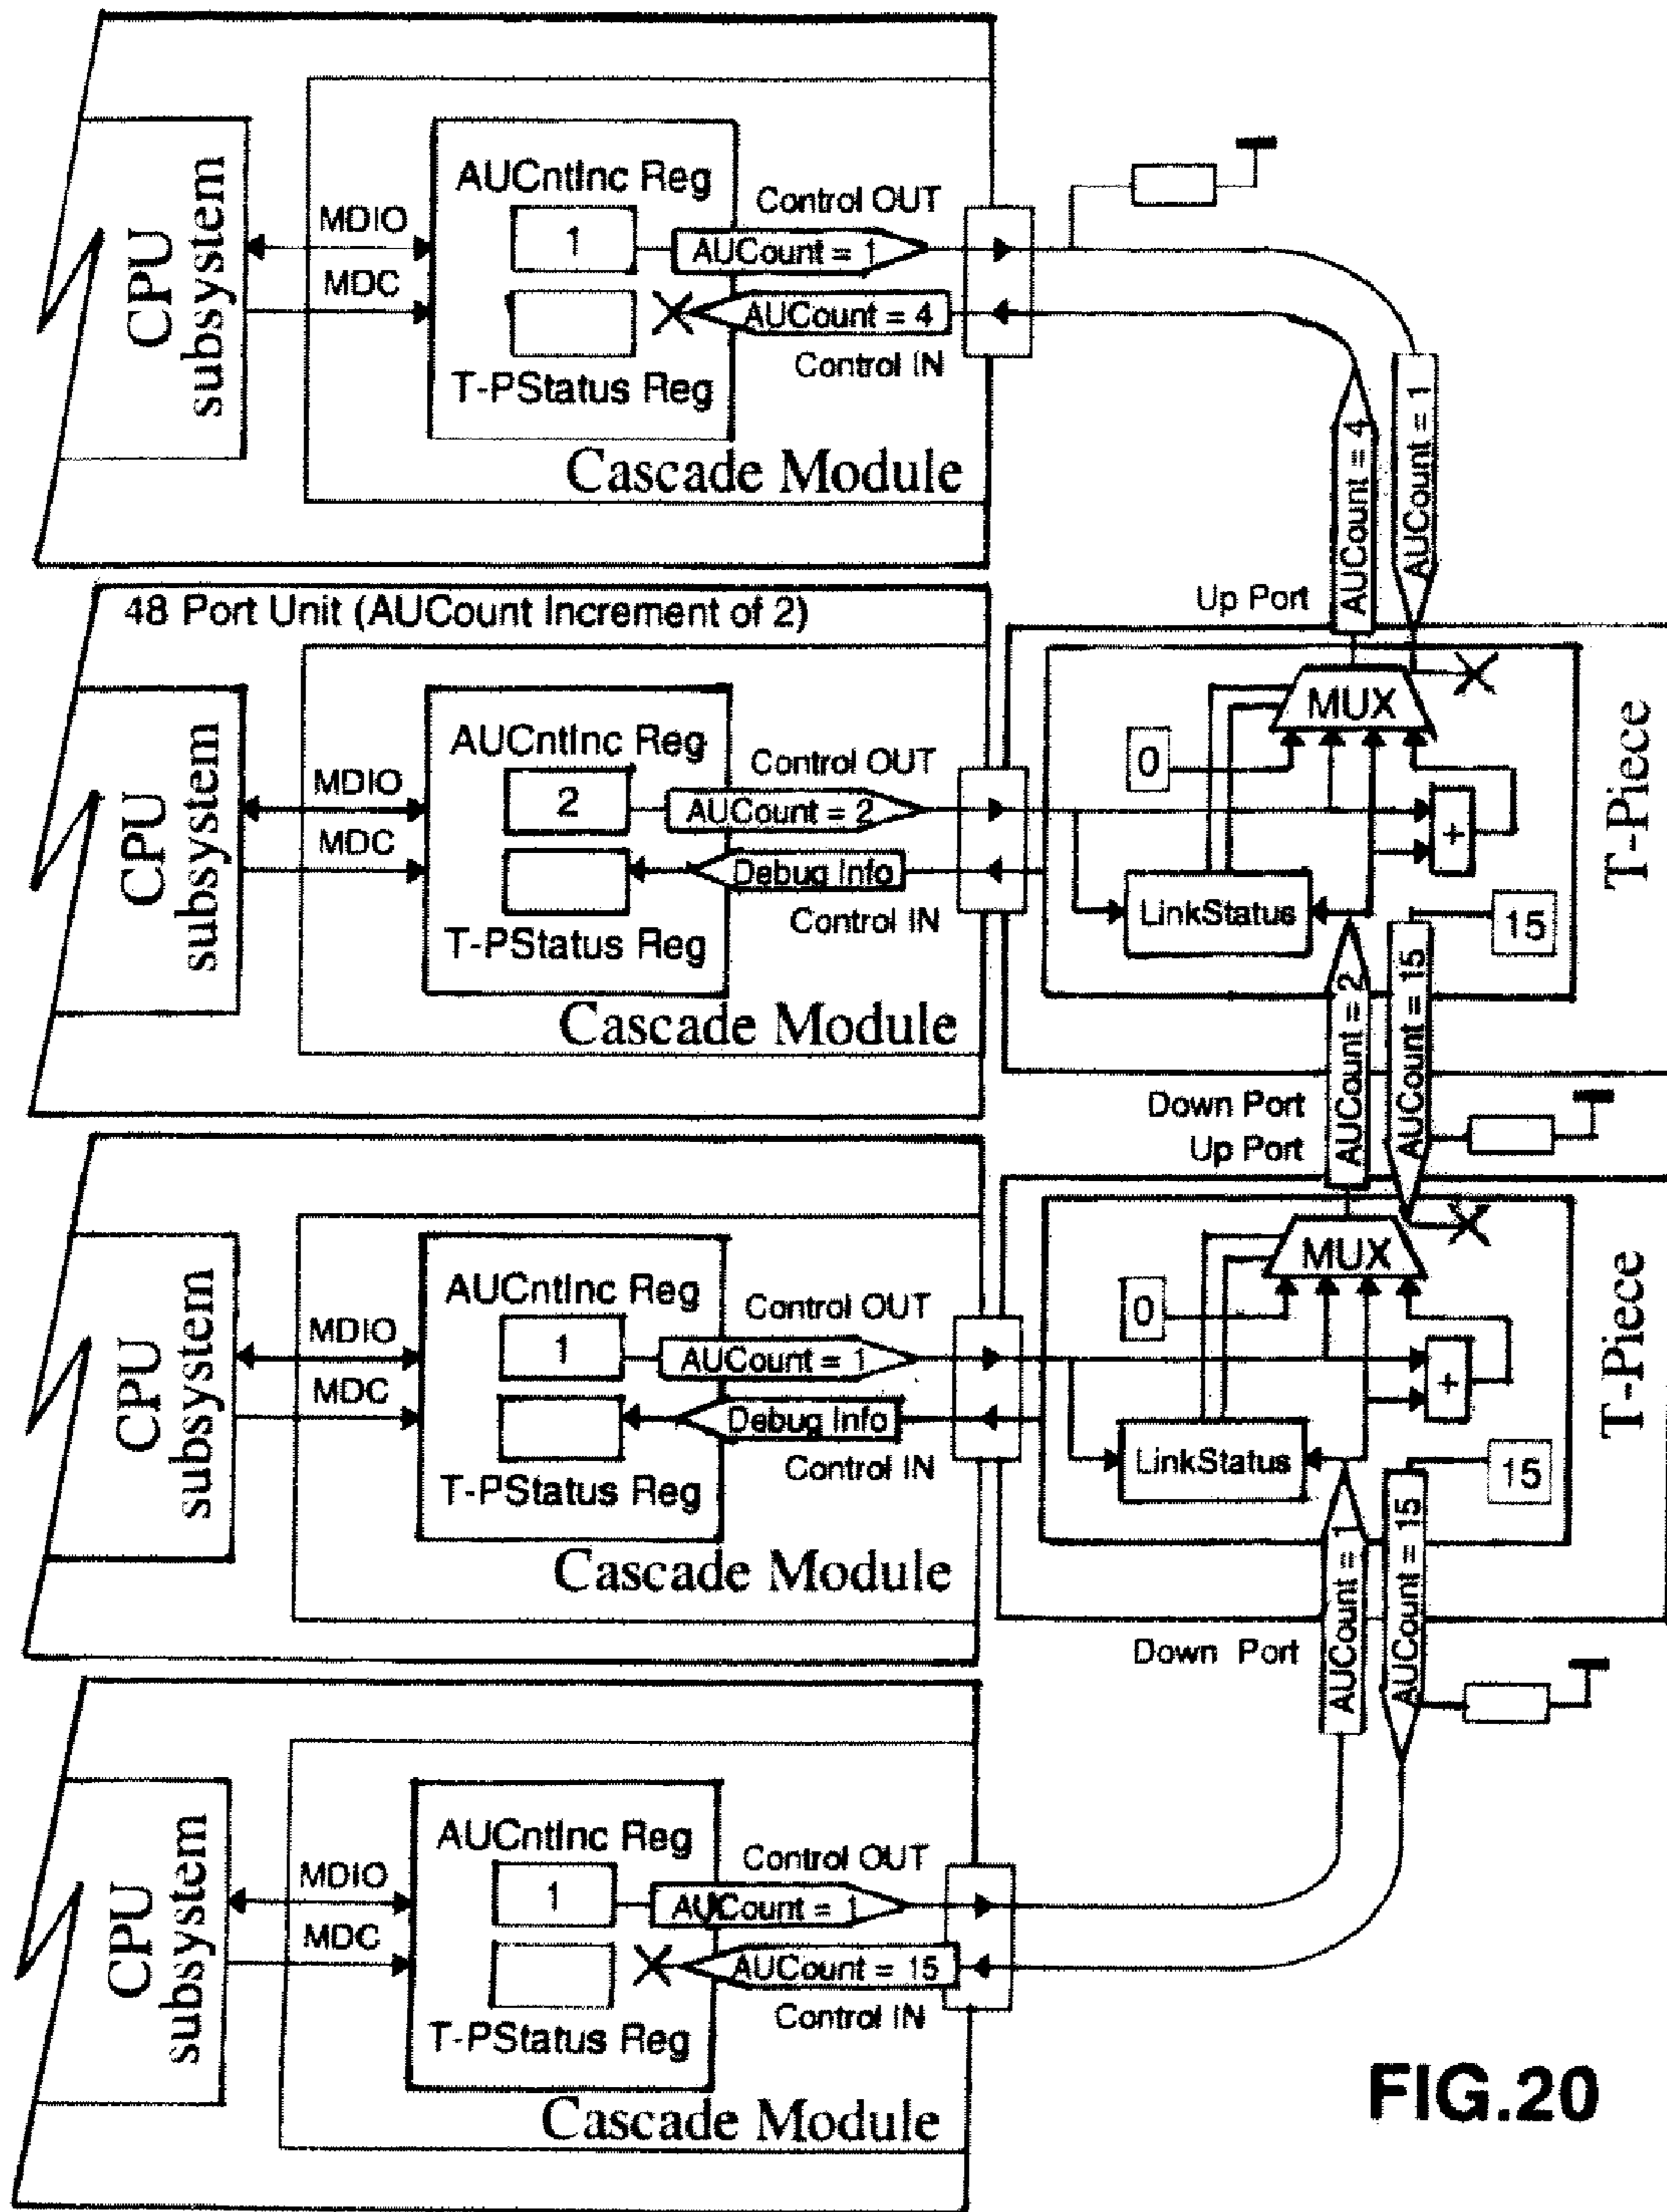 CPU subsystem
MDIO
MDC
AUCntInc Reg
1
Control OUT
AUCount = 1
AUCount = 4
Control IN
T-PStatus Reg
Cascade Module
AUCount = 4
AUCount = 1
Up Port
48 Port Unit (AUCount Increment of 2)
CPU subsystem
MDIO
MDC
AUCntInc Reg
2
Control OUT
AUCount = 2
Debug Info
Control IN
T-PStatus Reg
Cascade Module
MUX
0
+
LinkStatus
15
T-Piece
AUCount = 2
AUCount = 15
Down Port
Up Port
CPU subsystem
MDIO
MDC
AUCntInc Reg
1
Control OUT
AUCount = 1
Debug Info
Control IN
T-PStatus Reg
Cascade Module
MUX
0
+
LinkStatus
15
T-Piece
AUCount = 1
AUCount = 15
Down Port
CPU subsystem
MDIO
MDC
AUCntInc Reg
1
Control OUT
AUCount = 1
AUCount = 15
Control IN
T-PStatus Reg
Cascade Module
FIG.20